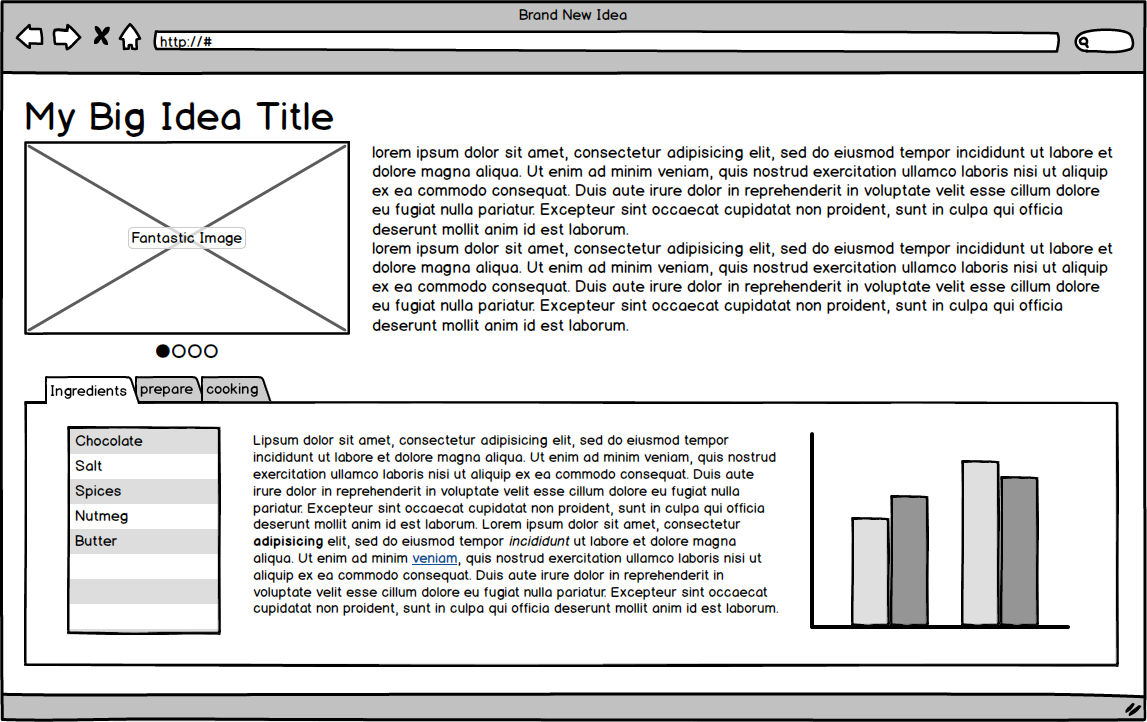 Brand New Idea
http://#
My Big Idea Title
Fantastic Image
lorem ipsum dolor sit amet, consectetur adipisicing elit, sed do eiusmod tempor incididunt ut labore et
dolore magna aliqua. Ut enim ad minim veniam, quis nostrud exercitation ullamco laboris nisi ut aliquip
ex ea commodo consequat. Duis aute irure dolor in reprehenderit in voluptate velit esse cillum dolore
eu fugiat nulla pariatur. Excepteur sint occaecat cupidatat non proident, sunt in culpa qui officia
deserunt mollit anim id est laborum.
lorem ipsum dolor sit amet, consectetur adipisicing elit, sed do eiusmod tempor incididunt ut labore et
dolore magna aliqua. Ut enim ad minim veniam, quis nostrud exercitation ullamco laboris nisi ut aliquip
ex ea commodo consequat. Duis aute irure dolor in reprehenderit in voluptate velit esse cillum dolore
eu fugiat nulla pariatur. Excepteur sint occaecat cupidatat non proident, sunt in culpa qui officia
deserunt mollit anim id est laborum.
Ingredients prepare cooking
Chocolate
Salt
Spices
Nutmeg
Butter
Lipsum dolor sit amet, consectetur adipisicing elit, sed do eiusmod tempor
incididunt ut labore et dolore magna aliqua. Ut enim ad minim veniam, quis nostrud
exercitation ullamco laboris nisi ut aliquip ex ea commodo consequat. Duis aute
irure dolor in reprehenderit in voluptate velit esse cillum dolore eu fugiat nulla
pariatur. Excepteur sint occaecat cupidatat non proident, sunt in culpa qui officia
deserunt mollit anim id est laborum. Lorem ipsum dolor sit amet, consectetur
adipisicing elit, sed do eiusmod tempor incididunt ut labore et dolore magna
aliqua. Ut enim ad minim veniam, quis nostrud exercitation ullamco laboris nisi ut
aliquip ex ea commodo consequat. Duis aute irure dolor in reprehenderit in
voluptate velit esse cillum dolore eu fugiat nulla pariatur. Excepteur sint occaecat
cupidatat non proident, sunt in culpa qui officia deserunt mollit anim id est laborum.